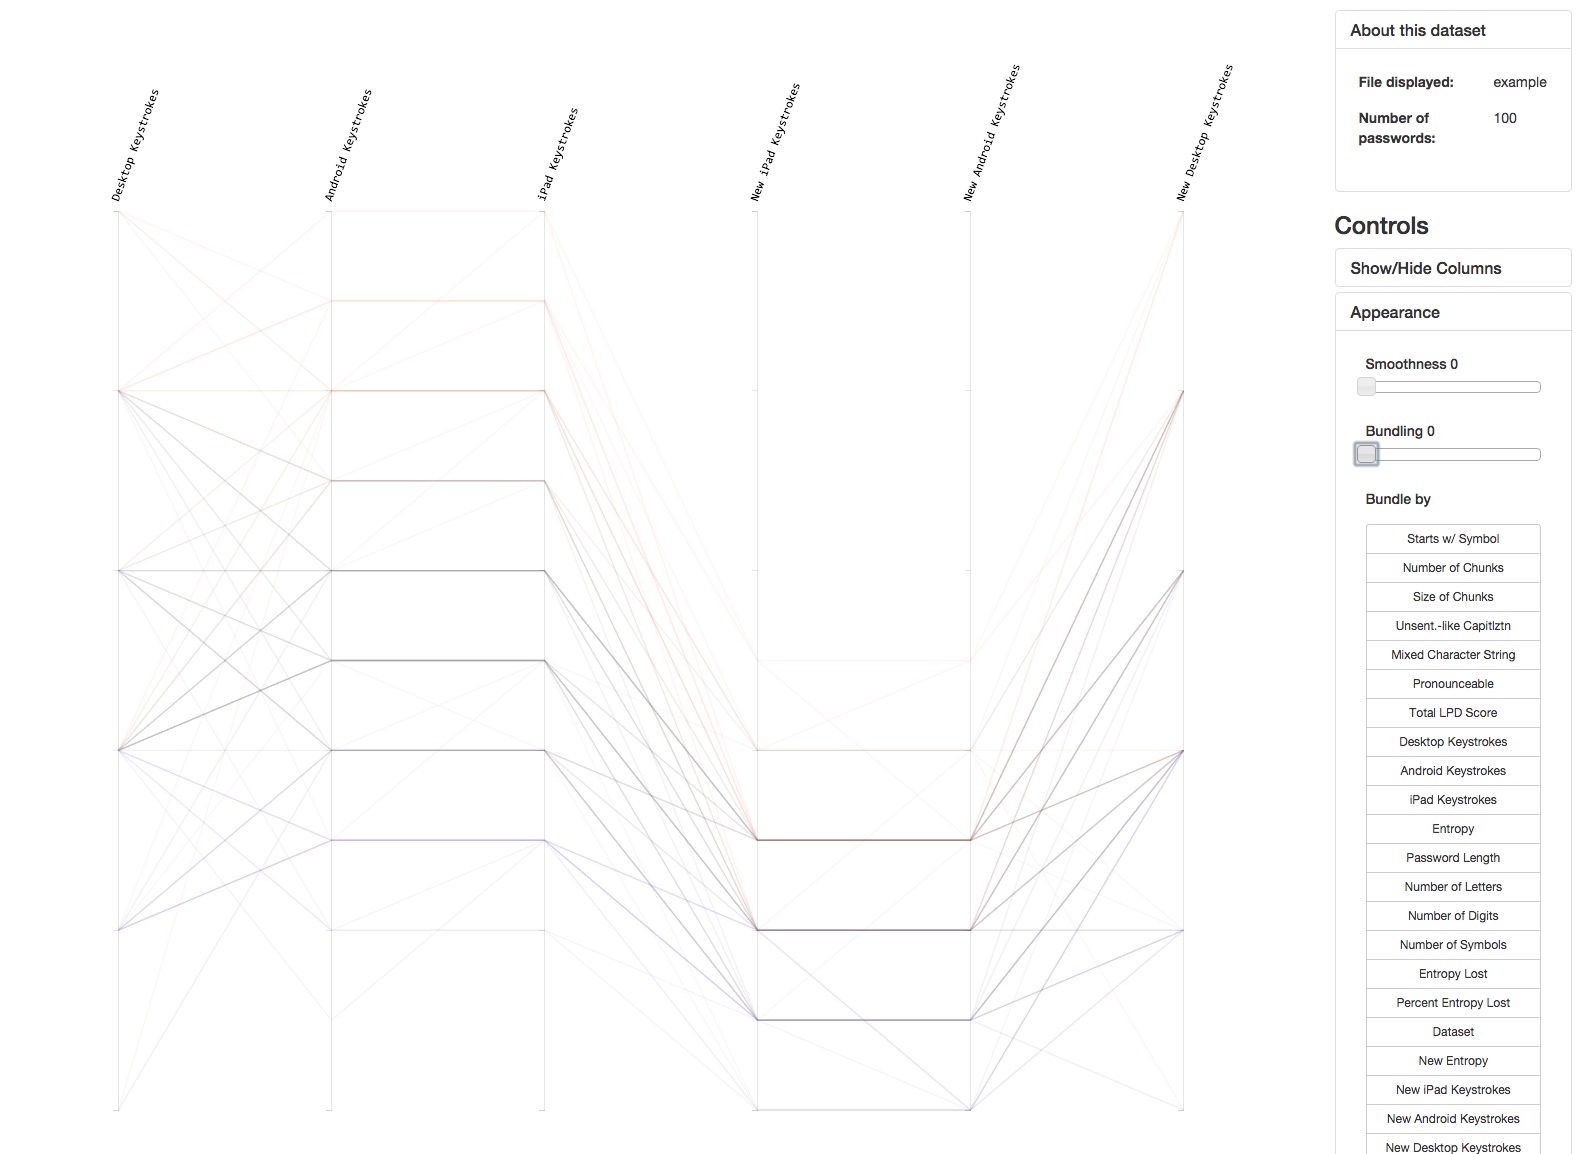 Desktop Keystrokes
Android Keystrokes
iPad Keystrokes
New iPad Keystrokes
New Android Keystrokes
New Desktop Keystrokes
About this dataset
File displayed: example
Number of 100
passwords:
Controls
Show/Hide Columns
Appearance
Smoothness 0
Bundling 0
Bundle by
Starts w/ Symbol
Number of Chunks
Size of Chunks
Unsent.-like Capitlztn
Mixed Character String
Pronounceable
Total LPD Score
Desktop Keystrokes
Android Keystrokes
iPad Keystrokes
Entropy
Password Length
Number of Letters
Number of Digits
Number of Symbols
Entropy Lost
Percent Entropy Lost
Dataset
New Entropy
New iPad Keystrokes
New Android Keystrokes
New Desktop Keystrokes